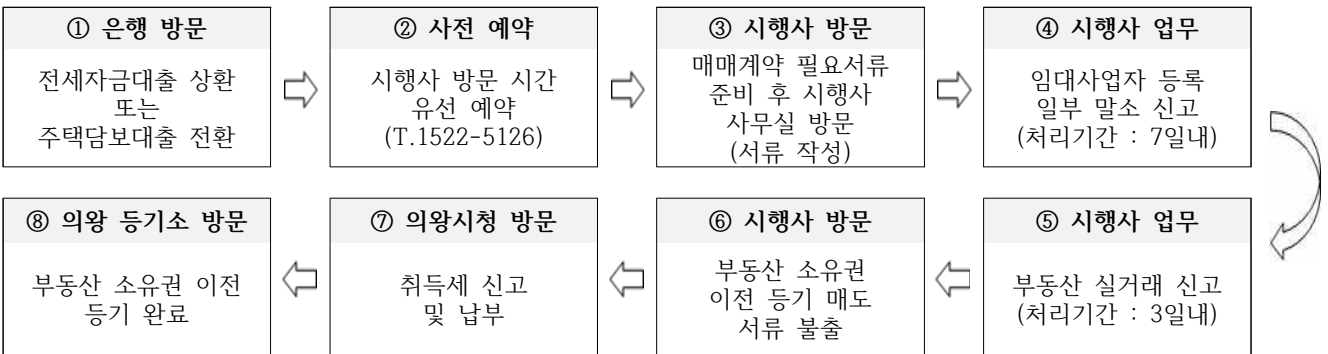 ① 은행 방문
전세자금대출 상환
또는
주택담보대출 전환
② 사전 예약
시행사 방문 시간
유선 예약
(T.1522-5126)
③ 시행사 방문
매매계약 필요서류
준비 후 시행사
사무실 방문
(서류 작성)
④ 시행사 업무
임대사업자 등록
일부 말소 신고
(처리기간 : 7일내)
⑤ 시행사 업무
부동산 실거래 신고
(처리기간 : 3일내)
⑥ 시행사 방문
부동산 소유권
이전 등기 매도
서류 불출
⑦ 의왕시청 방문
취득세 신고
및 납부
⑧ 의왕 등기소 방문
부동산 소유권 이전
등기 완료